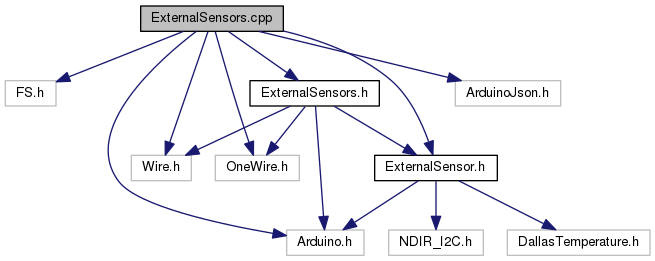 ExternalSensors.cpp
FS.h
ExternalSensors.h
ArduinoJson.h
Wire.h
OneWire.h
ExternalSensor.h
Arduino.h
NDIR_I2C.h
DallasTemperature.h